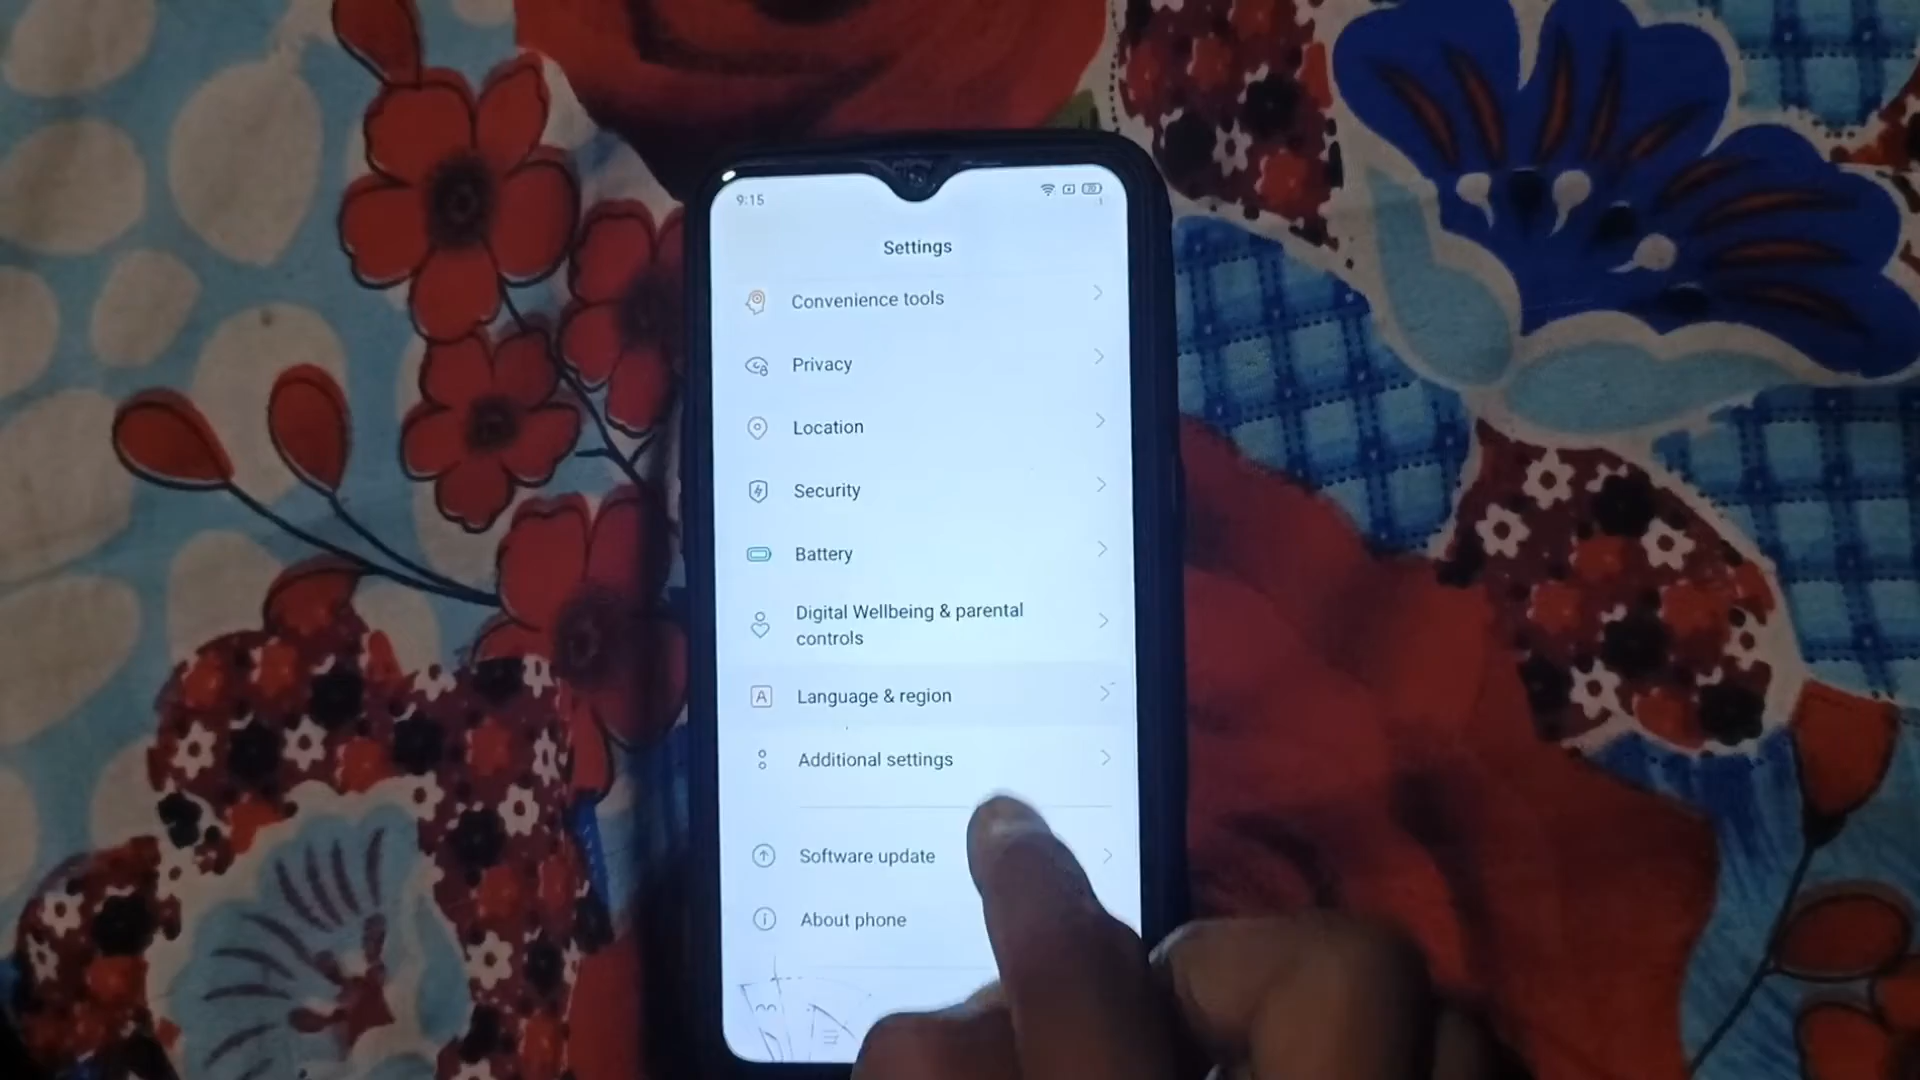 9:15
Settings
Convenience tools
Privacy
Location
Security
Battery
Digital Wellbeing & parental
controls
A Language & region
Additional settings
Software update
About phone